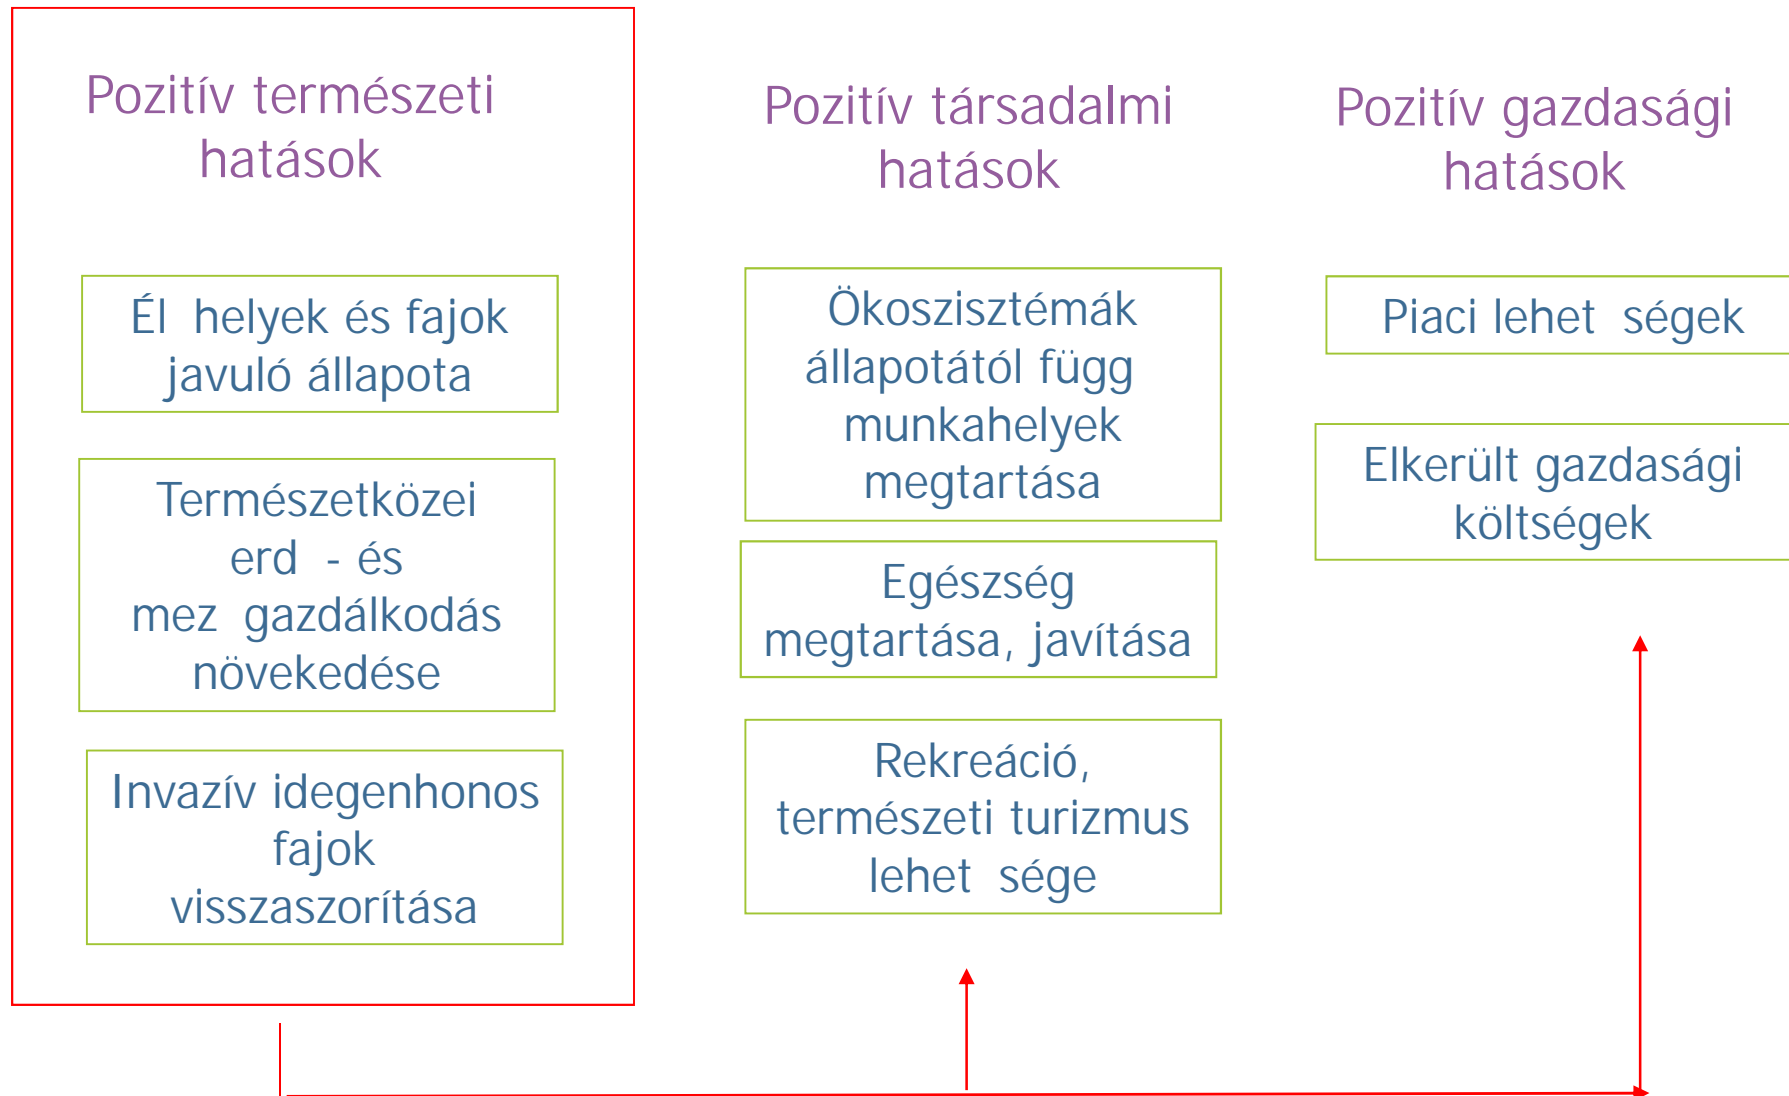 Pozitív természeti
hatások
Él helyek és fajok
javuló állapota
Természetközei
erd - és
mez gazdálkodás
növekedése
Invazív idegenhonos
fajok
visszaszorítása
Pozitív társadalmi
hatások
Ökoszisztémák
állapotától függ
munkahelyek
megtartása
Egészség
megtartása, javítása
Rekreáció,
természeti turizmus
lehet sége
Pozitív gazdasági
hatások
Piaci lehet ségek
Elkerült gazdasági
költségek